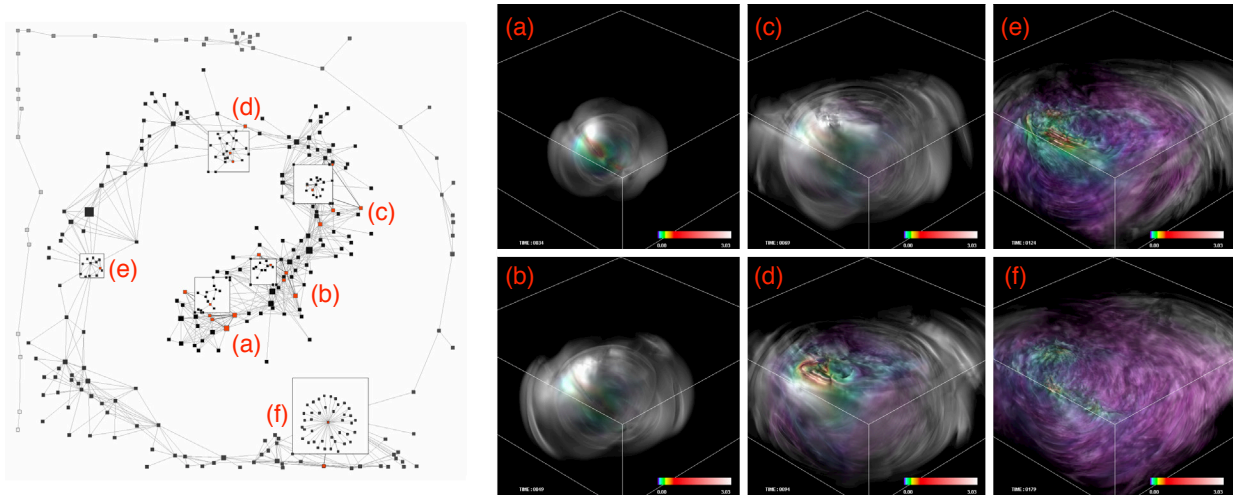 (d)
(c)
(e)
(b)
(a)
(f)
(a)
TIME : 0034
0.00
3.03
(c)
TIME : 0069
0.00
3.03
(e)
TIME : 0124
0.00
3.03
(b)
TIME : 0049
0.00
3.03
(d)
TIME : 0094
0.00
3.03
(f)
TIME : 0179
0.00
3.03